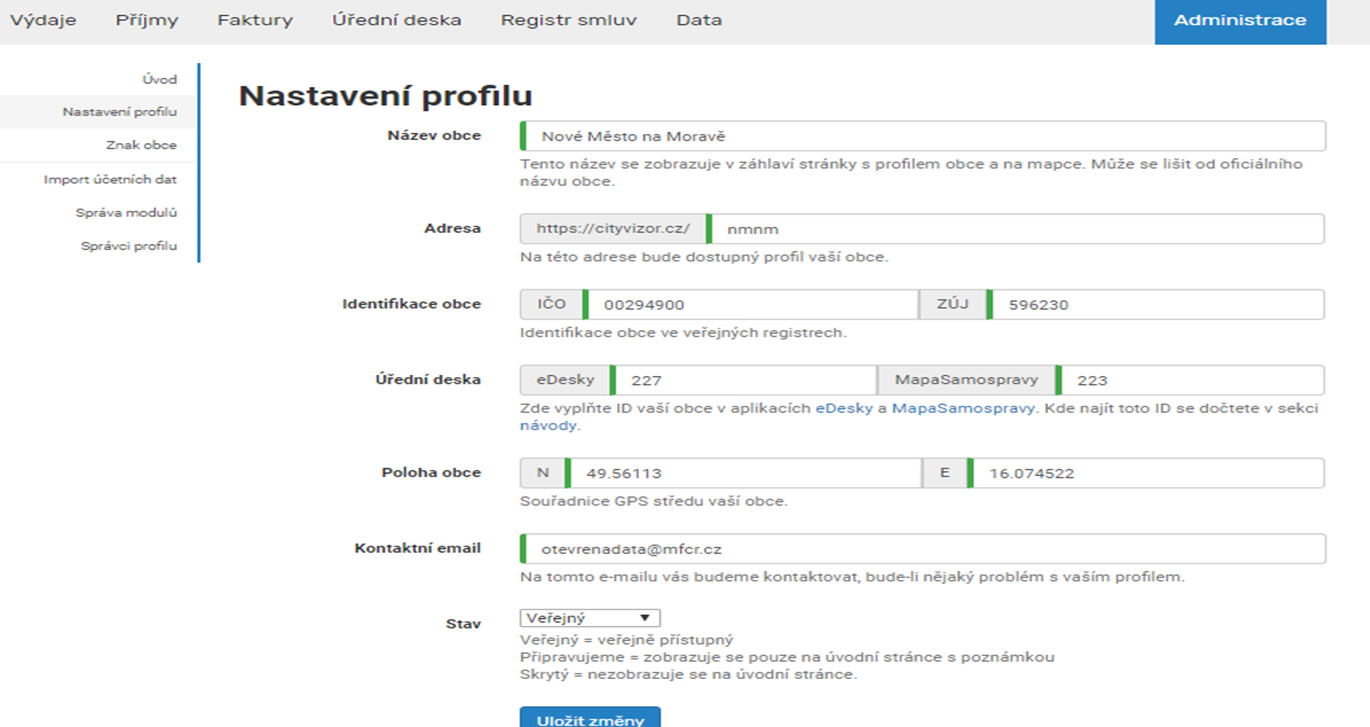 Výdaje Příjmy Faktury Úřední deska Registr smluv Data Administrace
Úvod
Nastavení profilu
Znak obce
Import účetních dat
Správa modulů
Správci profilu
Nastavení profilu
Název obce Nové Město na Moravě
Tento název se zobrazuje v záhlaví stránky s profilem obce a na mapce. Může se lišit od oficiálního
názvu obce.
Adresa https://cityvizor.cz/ nmnm
Na této adrese bude dostupný profil vaší obce.
Identifikace obce IČO 00294900 ZÚJ 596230
Identifikace obce ve veřejných registrech.
Úřední deska eDesky 227 MapaSamospravy 223
Zde vyplňte ID vaší obce v aplikacích eDesky a MapaSamospravy. Kde najít toto ID se dočtete v sekci
návody.
Poloha obce N 49.56113 E 16.074522
Souřadnice GPS středu vaší obce.
Kontaktní email otevrenadata@mfcr.cz
Na tomto e-mailu vás budeme kontaktovat, bude-li nějaký problém s vaším profilem.
Stav Veřejný
Veřejný = veřejně přístupný
Připravujeme = zobrazuje se pouze na úvodní stránce s poznámkou
Skrytý = nezobrazuje se na úvodní stránce.
Uložit změny